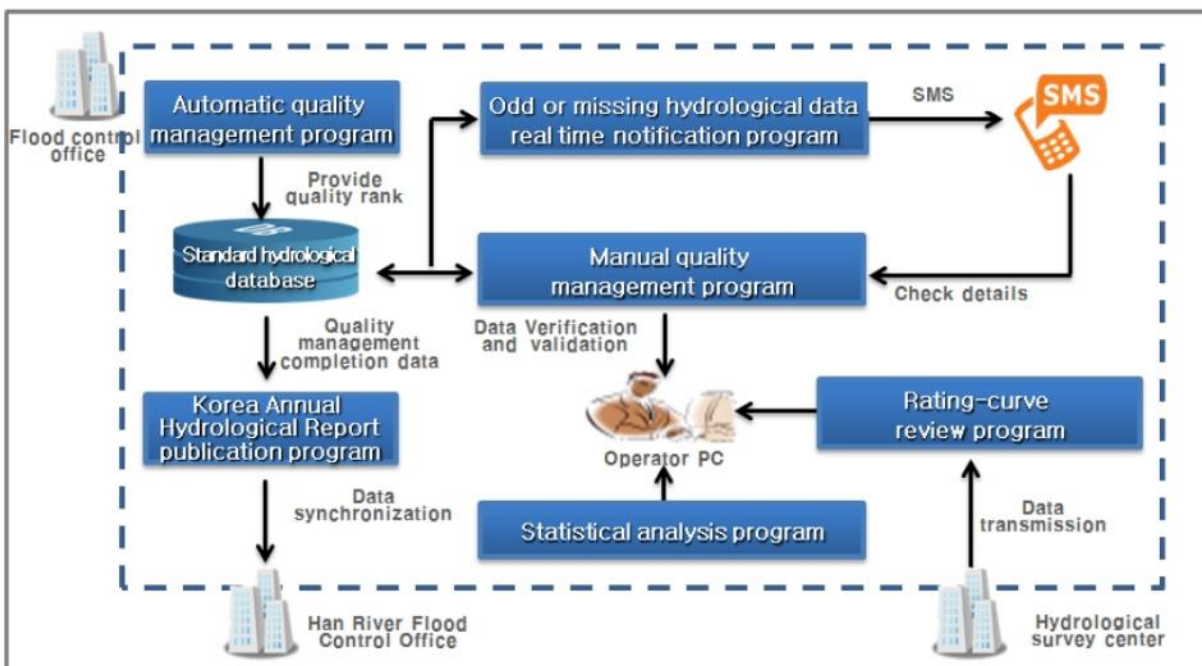 Flood control
office
Automatic quality
management program
Odd or missing hydrological data
real time notification program
SMS
SMS
Provide
quality rank
DB
Standard hydrological
database
Manual quality
management program
Check details
Quality
management
completion data
Data Verification
and validation
Korea Annual
Hydrological Report
publication program
Operator PC
Rating-curve
review program
Data
synchronization
Statistical analysis program
Data
transmission
Han River Flood
Control Office
Hydrological
survey center